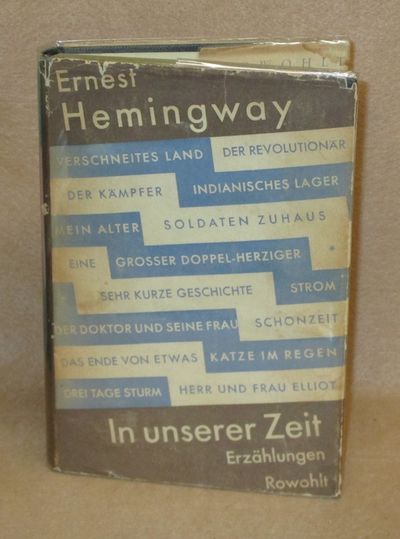 ROWOHLT
Ernest
Hemingway
VERSCHNEITES LAND DER REVOLUTIONÄR
DER KÄMPFER INDIANISCHES LAGER
MEIN ALTER SOLDATEN ZUHAUS
EINE GROSSER DOPPEL-HERZIGER
SEHR KURZE GESCHICHTE STROM
DER DOKTOR UND SEINE FRAU SCHONZEIT
DAS ENDE VON ETWAS KATZE IM REGEN
DREI TAGE STURM HERR UND FRAU ELLIOT
In unserer Zeit
Erzählungen
Rowohlt